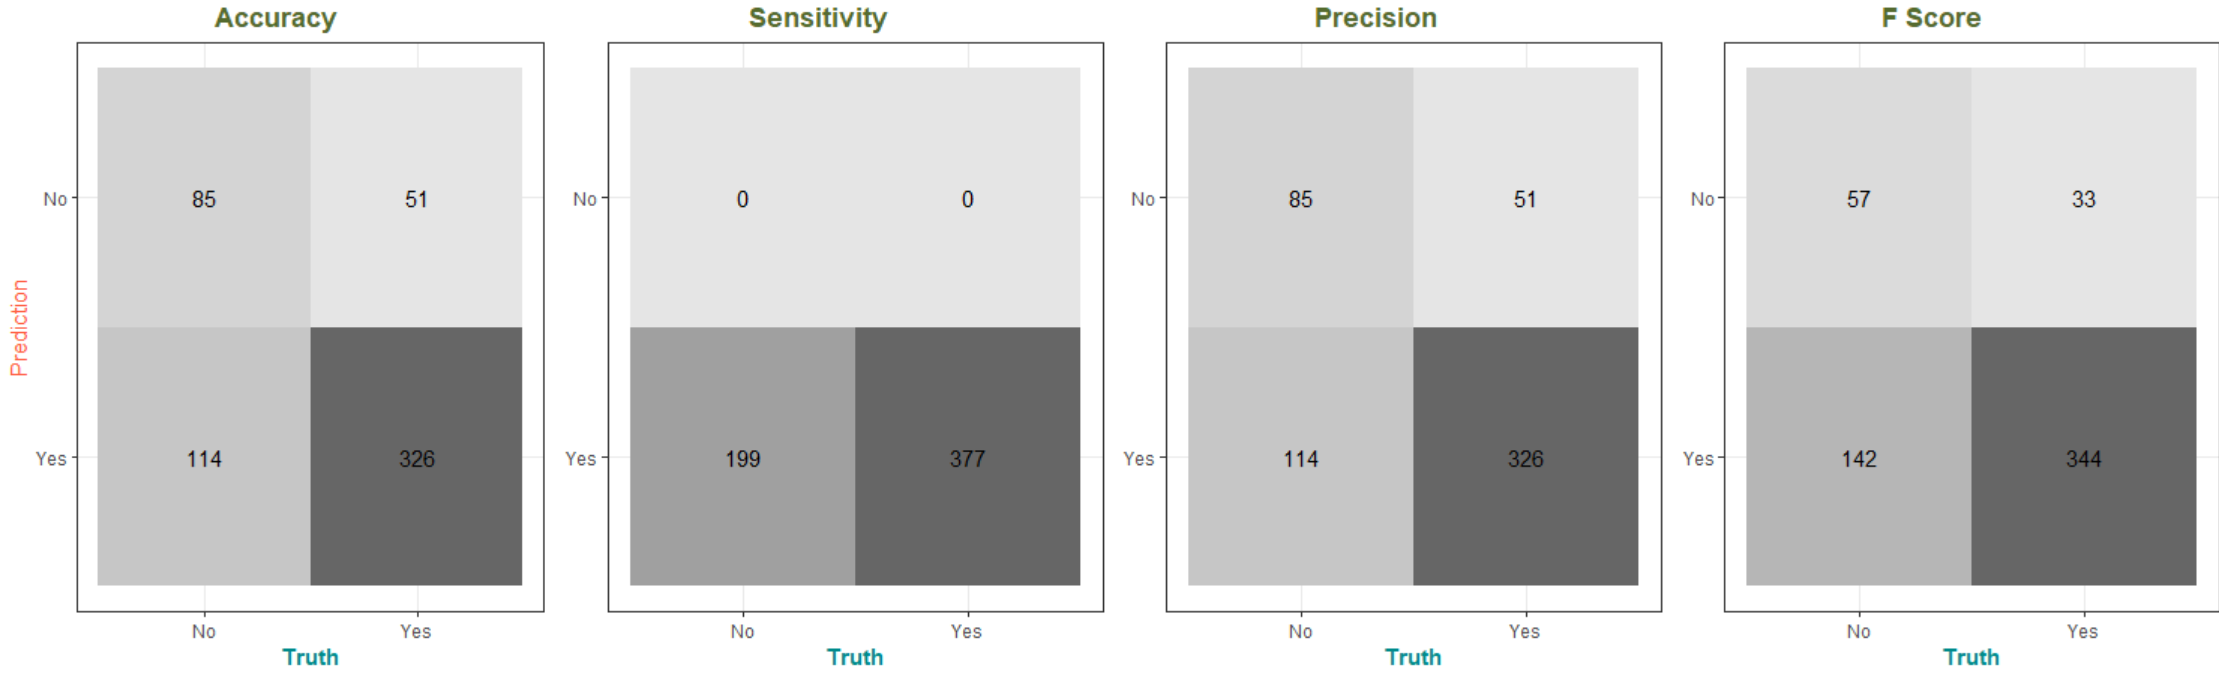 Accuracy
Sensitivity
Precision
F Score
Prediction
No
85
51
Yes
114
326
No
Yes
Truth
No
0
0
Yes
199
377
No
Yes
Truth
No
85
51
Yes
114
326
No
Yes
Truth
No
57
33
Yes
142
344
No
Yes
Truth